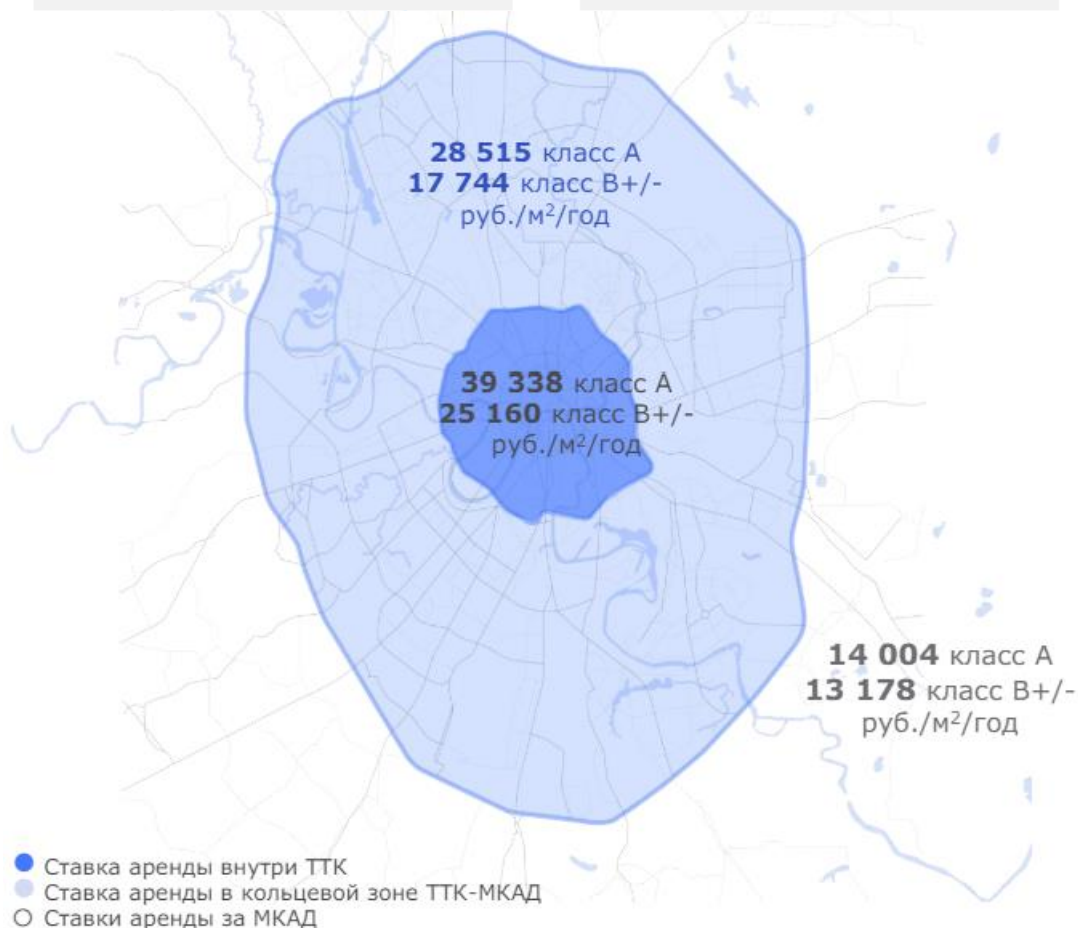 28 515 класс А
17 744 класс В+/-
руб./м²/год
39 338 класс А
25 160 класс В+/-
руб./м²/год
14 004 класс А
13 178 класс В+/-
руб./м²/год
Ставка аренды внутри ТТК
Ставка аренды в кольцевой зоне ТТК-МКАД
Ставки аренды за МКАД